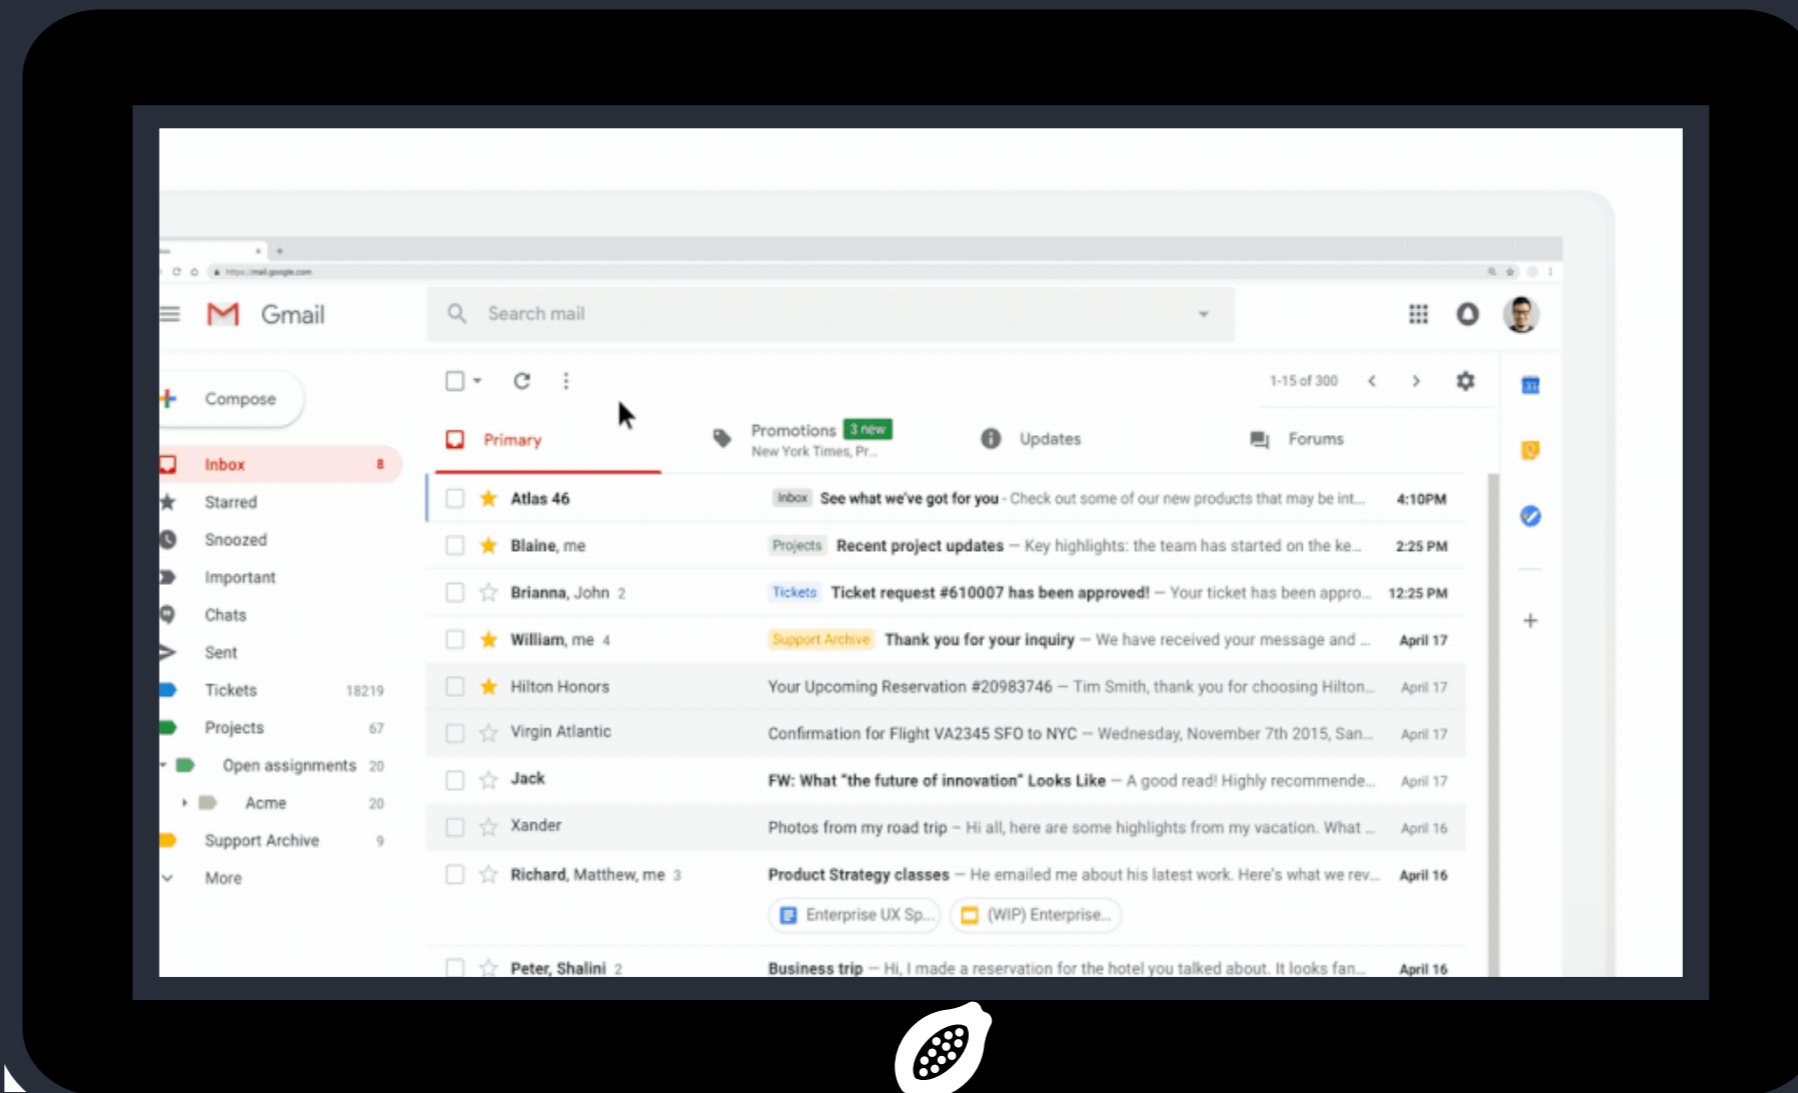 https://mail.google.com
Gmail
Search mail
Compose
1-15 of 300
31
Primary
Promotions 3 new
New York Times, Pr...
Updates
Forums
Inbox 8
Starred
Snoozed
Important
Chats
Sent
Tickets 18219
Projects 67
Open assignments 20
Acme 20
Support Archive 9
More
Atlas 46 Inbox See what we've got for you - Check out some of our new products that may be int... 4:10PM
Blaine, me Projects Recent project updates — Key highlights: the team has started on the ke... 2:25 PM
Brianna, John 2 Tickets Ticket request #610007 has been approved! — Your ticket has been appro... 12:25 PM
William, me 4 Support Archive Thank you for your inquiry — We have received your message and ... April 17
Hilton Honors Your Upcoming Reservation #20983746 — Tim Smith, thank you for choosing Hilton... April 17
Virgin Atlantic Confirmation for Flight VA2345 SFO to NYC — Wednesday, November 7th 2015, San... April 17
Jack FW: What “the future of innovation” Looks Like — A good read! Highly recommende... April 17
Xander Photos from my road trip – Hi all, here are some highlights from my vacation. What ... April 16
Richard, Matthew, me 3 Product Strategy classes — He emailed me about his latest work. Here's what we rev... April 16
Enterprise UX Sp... (WIP) Enterprise...
Peter, Shalini 2 Business trip — Hi, I made a reservation for the hotel you talked about. It looks fan... April 16